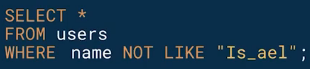 SELECT *
FROM users
WHERE name NOT LIKE "Is_ael";